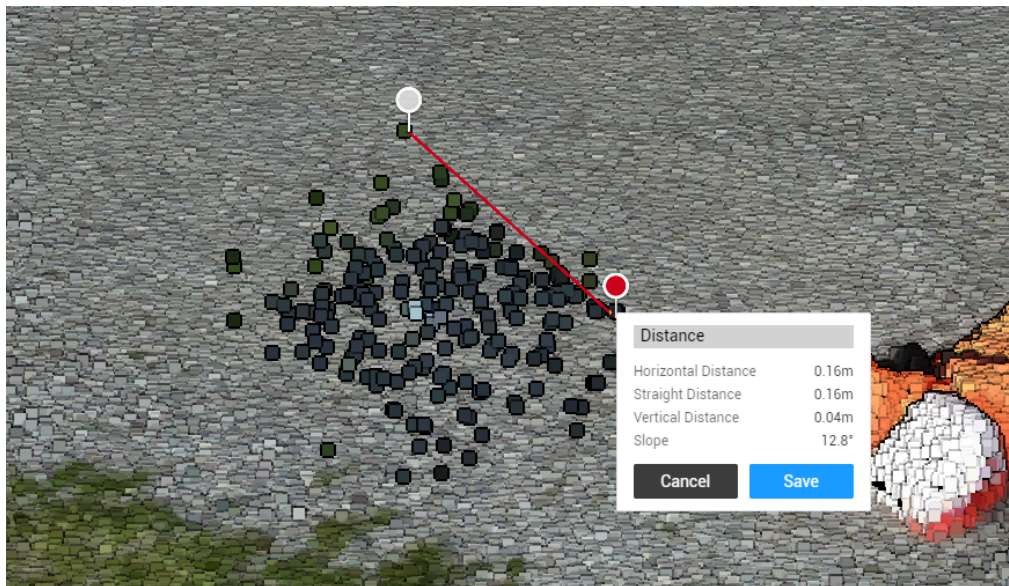 Distance
Horizontal Distance 0.16m
Straight Distance 0.16m
Vertical Distance 0.04m
Slope 12.8°
Cancel Save